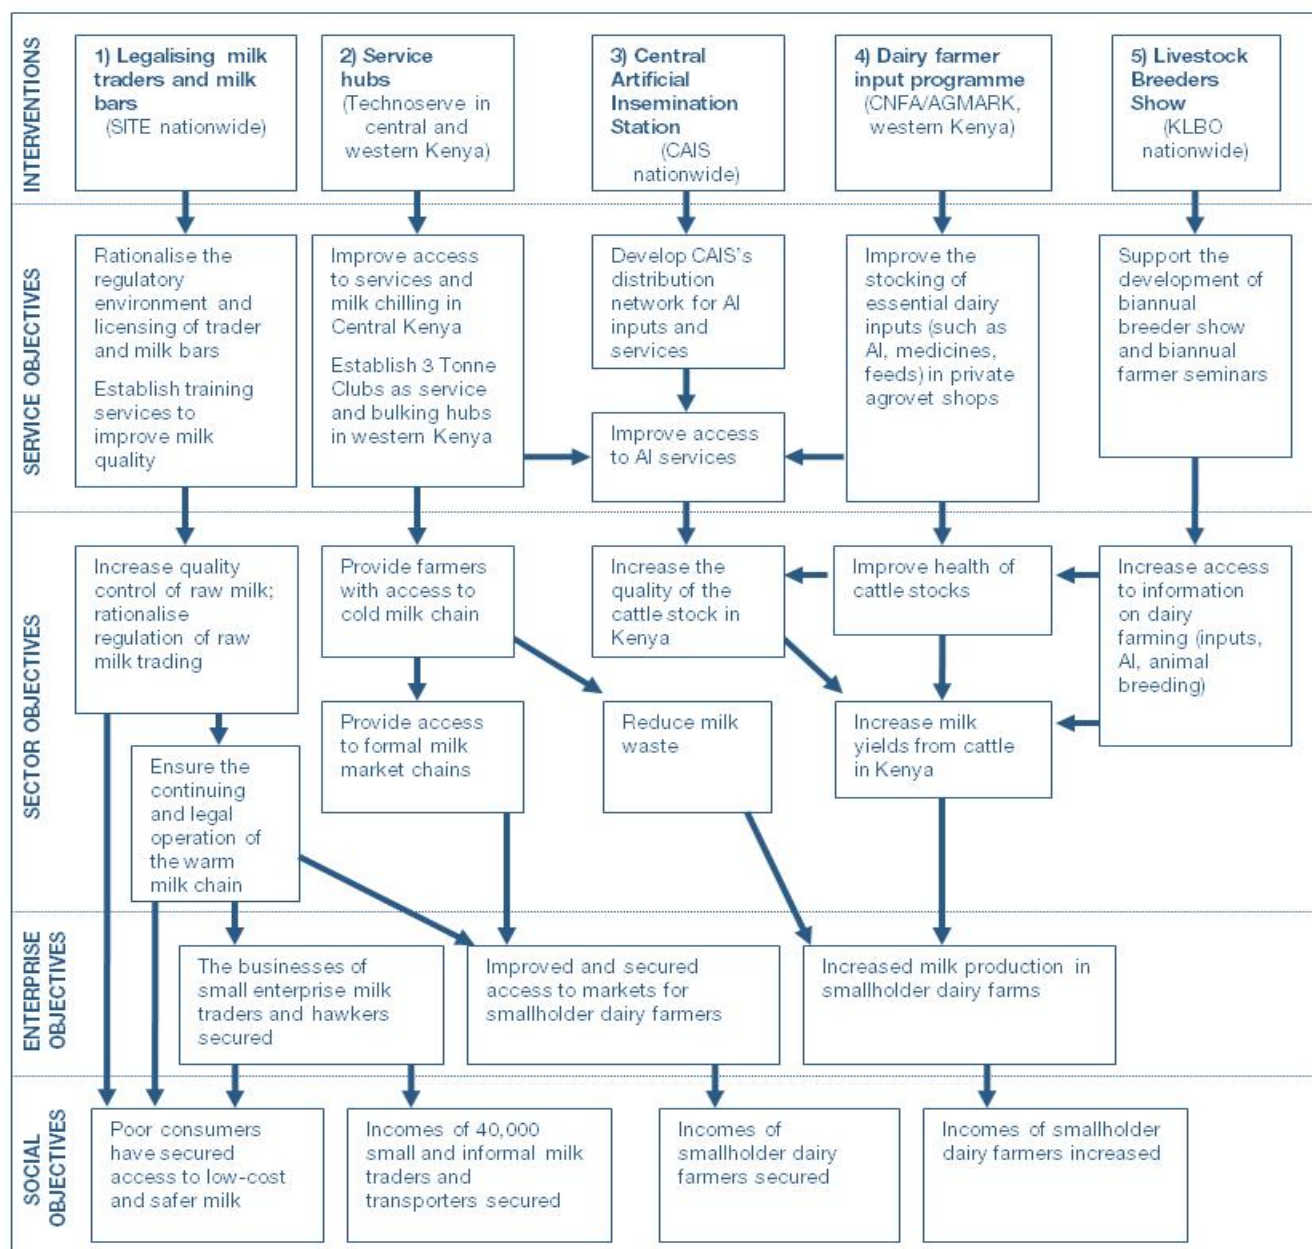 INTERVENTIONS
1) Legalising milk
traders and milk
bars
(SITE nationwide)
2) Service
hubs
(Technoserve in
central and
western Kenya)
3) Central
Artificial
Insemination
Station
(CAIS
nationwide)
4) Dairy farmer
input programme
(CNFA/AGMARK,
western Kenya)
5) Livestock
Breeders
Show
(KLBO
nationwide)
SERVICE OBJECTIVES
Rationalise the
regulatory
environment and
licensing of trader
and milk bars
Establish training
services to
improve milk
quality
Improve access
to services and
milk chilling in
Central Kenya
Establish 3 Tonne
Clubs as service
and bulking hubs
in western Kenya
Develop CAIS's
distribution
network for AI
inputs and
services
Improve access
to AI services
Improve the
stocking of
essential dairy
inputs (such as
AI, medicines,
feeds) in private
agrovet shops
Support the
development of
biannual
breeder show
and biannual
farmer seminars
SECTOR OBJECTIVES
Increase quality
control of raw milk;
rationalise
regulation of raw
milk trading
Ensure the
continuing
and legal
operation of
the warm
milk chain
Provide farmers
with access to
cold milk chain
Provide access
to formal milk
market chains
Increase the
quality of the
cattle stock in
Kenya
Reduce milk
waste
Improve health of
cattle stocks
Increase milk
yields from cattle
in Kenya
Increase access
to information
on dairy
farming (inputs,
AI, animal
breeding)
ENTERPRISE
OBJECTIVES
The businesses of
small enterprise milk
traders and hawkers
secured
Improved and secured
access to markets for
smallholder dairy farmers
Increased milk production in
smallholder dairy farms
SOCIAL
OBJECTIVES
Poor consumers
have secured
access to low-cost
and safer milk
Incomes of 40,000
small and informal milk
traders and
transporters secured
Incomes of
smallholder dairy
farmers secured
Incomes of smallholder
dairy farmers increased